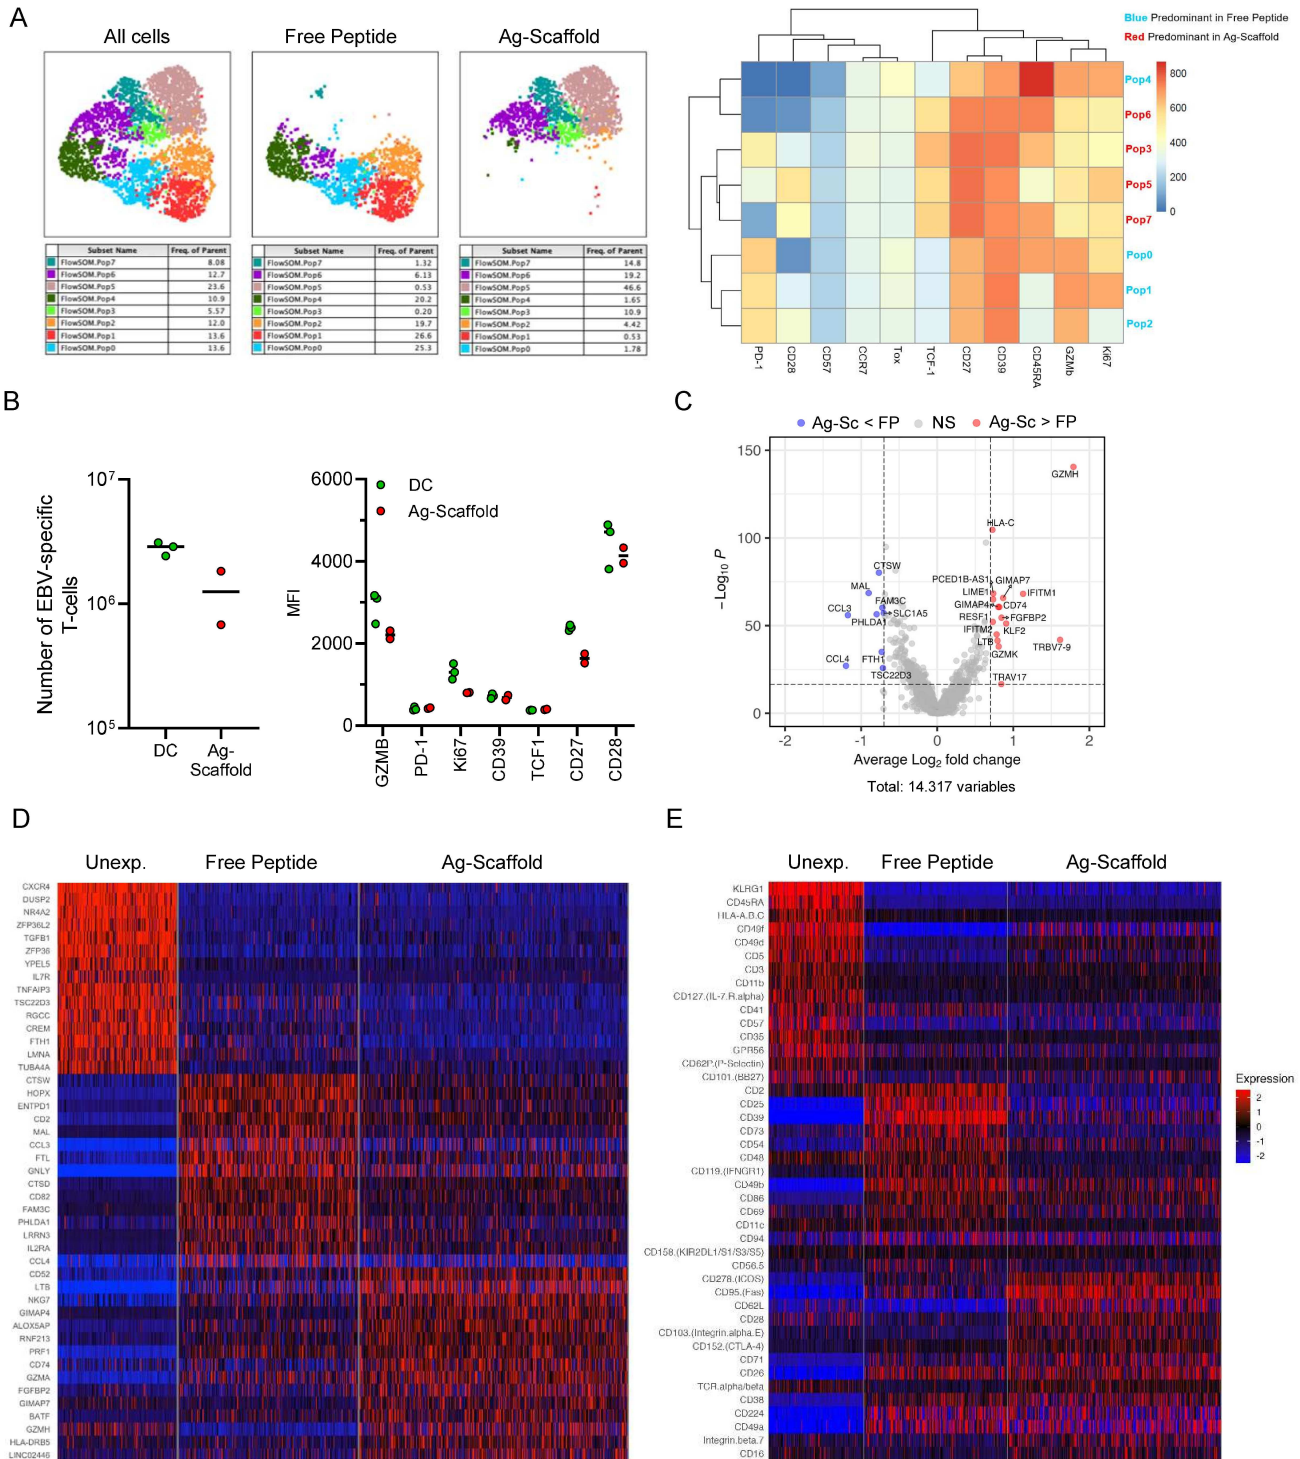 A
All cells
Free Peptide
Ag-Scaffold
Subset Name Freq. of Parent
FlowSOM.Pop7 8.08
FlowSOM.Pop6 12.7
FlowSOM.Pop5 23.6
FlowSOM.Pop4 10.9
FlowSOM.Pop3 5.57
FlowSOM.Pop2 12.0
FlowSOM.Pop1 13.6
FlowSOM.Pop0 13.6
Subset Name Freq. of Parent
FlowSOM.Pop7 1.32
FlowSOM.Pop6 6.13
FlowSOM.Pop5 0.53
FlowSOM.Pop4 20.2
FlowSOM.Pop3 0.20
FlowSOM.Pop2 19.7
FlowSOM.Pop1 26.6
FlowSOM.Pop0 25.3
Subset Name Freq. of Parent
FlowSOM.Pop7 14.8
FlowSOM.Pop6 19.2
FlowSOM.Pop5 46.6
FlowSOM.Pop4 1.65
FlowSOM.Pop3 10.9
FlowSOM.Pop2 4.42
FlowSOM.Pop1 0.53
FlowSOM.Pop0 1.78
Blue Predominant in Free Peptide
Red Predominant in Ag-Scaffold
Pop4
Pop6
Pop3
Pop5
Pop7
Pop0
Pop1
Pop2
800
600
400
200
0
PD-1
CD28
CD57
CCR7
Tox
TCF-1
CD27
CD39
CD45RA
GZMb
Ki67
B
Number of EBV-specific
T-cells
10⁷
10⁶
10⁵
DC
Ag-
Scaffold
MFI
6000
4000
2000
0
DC
Ag-Scaffold
GZMB
PD-1
Ki67
CD39
TCF1
CD27
CD28
C
Ag-Sc < FP
NS
Ag-Sc > FP
−Log₁₀ P
150
100
50
0
GZMH
HLA-C
CTSW
MAL
CCL3
FAM3C
SLC1A5
PHLDA1
CCL4
FTH1
TSC22D3
PCED1B-AS1
GIMAP7
LIME1
IFITM1
GIMAP4
CD74
RESF1
FGFBP2
IFITM2
KLF2
LTB
TRBV7-9
GZMK
TRAV17
-2
-1
0
1
2
Average Log₂ fold change
Total: 14.317 variables
D
Unexp.
Free Peptide
Ag-Scaffold
CXCR4
DUSP2
NR4A2
ZFP36L2
TGFB1
ZFP36
YPEL5
IL7R
TNFAIP3
TSC22D3
RGCC
CREM
FTH1
LMNA
TUBA4A
CTSW
HOPX
ENTPD1
CD2
MAL
CCL3
FTL
GNLY
CTSD
CD82
FAM3C
PHLDA1
LRRN3
IL2RA
CCL4
CD52
LTB
NKG7
GIMAP4
ALOX5AP
RNF213
PRF1
CD74
GZMA
FGFBP2
GIMAP7
BATF
GZMH
HLA-DRB5
LINC02446
E
Unexp.
Free Peptide
Ag-Scaffold
KLRG1
CD45RA
HLA-A.B.C
CD49f
CD49d
CD5
CD3
CD11b
CD127.(IL-7.R.alpha)
CD41
CD57
CD35
GPR56
CD62P.(P-Selectin)
CD101.(BB27)
CD2
CD25
CD39
CD73
CD54
CD48
CD119.(IFNGR1)
CD49b
CD86
CD69
CD11c
CD94
CD158.(KIR2DL1/S1/S3/S5)
CD56.5
CD278.(ICOS)
CD95.(Fas)
CD62L
CD28
CD103.(Integrin.alpha.E)
CD152.(CTLA-4)
CD71
CD26
TCR.alpha/beta
CD38
CD224
CD49a
Integrin.beta.7
CD16
Expression
2
1
0
-1
-2